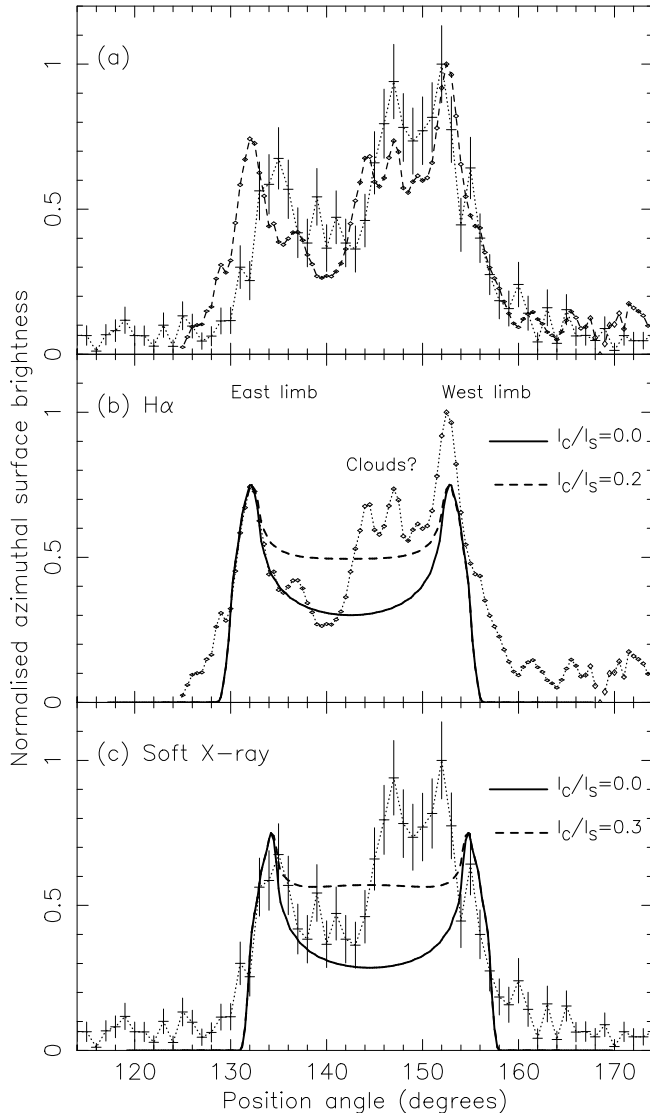 Normalised azimuthal surface brightness
(a)
1
0.5
0
(b) Hα
East limb
West limb
Clouds?
I_C/I_S=0.0
I_C/I_S=0.2
1
0.5
0
(c) Soft X-ray
I_C/I_S=0.0
I_C/I_S=0.3
1
0.5
0
120 130 140 150 160 170
Position angle (degrees)